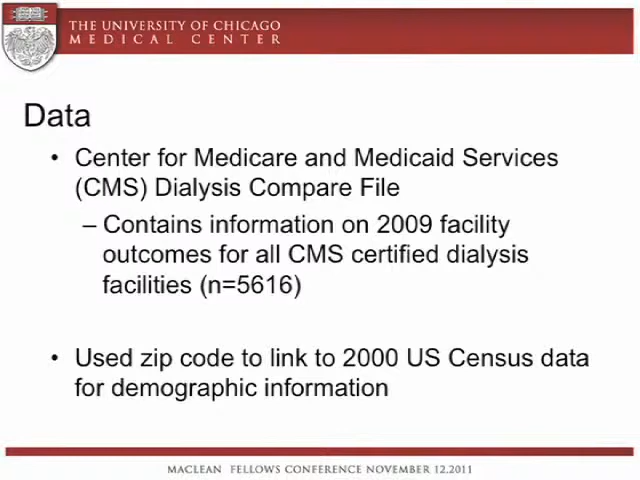 THE UNIVERSITY OF CHICAGO
MEDICAL CENTER
Data
• Center for Medicare and Medicaid Services
(CMS) Dialysis Compare File
– Contains information on 2009 facility
outcomes for all CMS certified dialysis
facilities (n=5616)
• Used zip code to link to 2000 US Census data
for demographic information
MACLEAN FELLOWS CONFERENCE NOVEMBER 12,2011